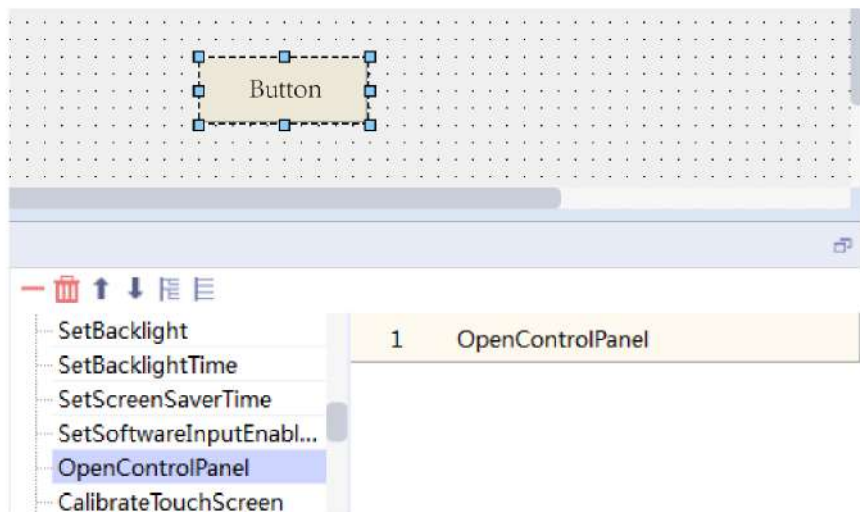 Button
SetBacklight
SetBacklightTime
SetScreenSaverTime
SetSoftwareInputEnabl...
OpenControlPanel
CalibrateTouchScreen
1 OpenControlPanel